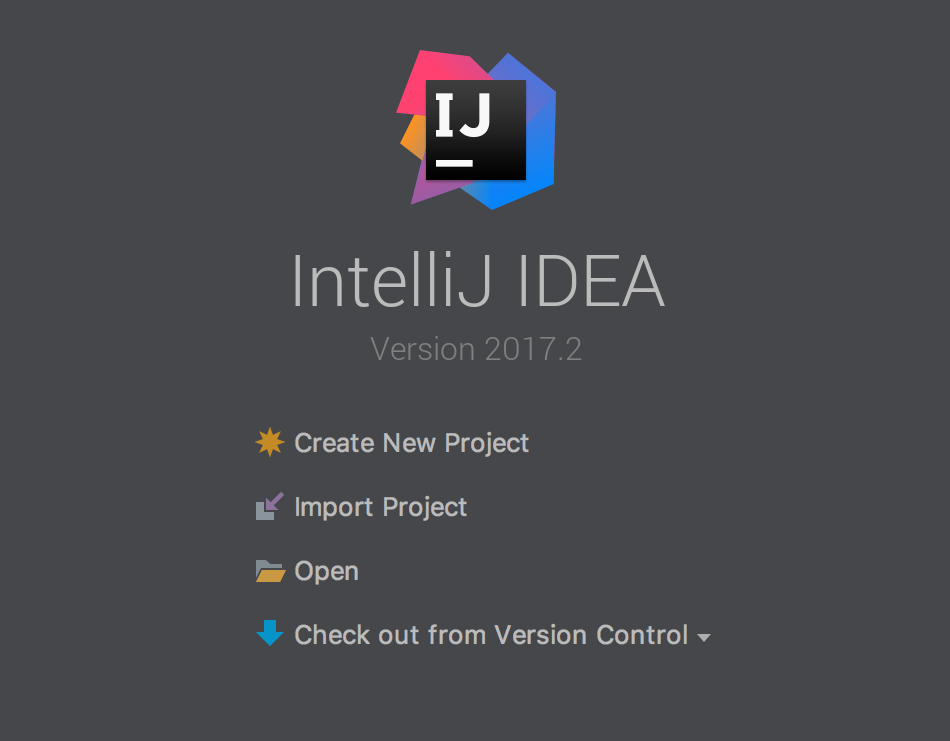 IJ
IntelliJ IDEA
Version 2017.2
Create New Project
Import Project
Open
Check out from Version Control